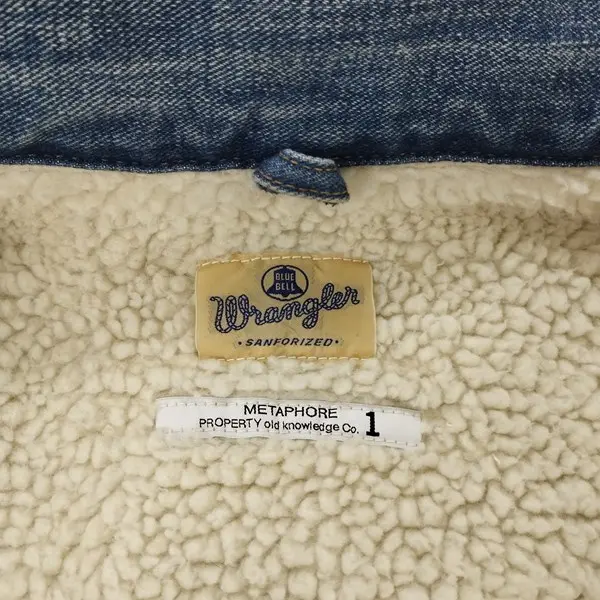 BLUE
BELL
Wrangler
• SANFORIZED •
METAPHORE
PROPERTY old knowledge Co. 1